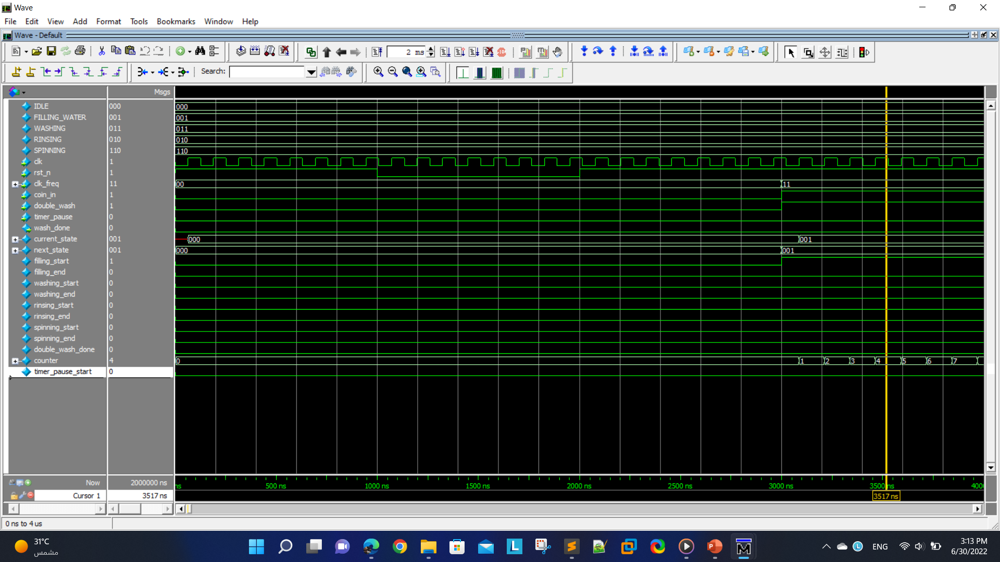 Wave
File Edit View Add Format Tools Bookmarks Window Help
Wave - Default
2 ms
Search:
Msgs
IDLE 000 000
FILLING_WATER 001 001
WASHING 011 011
RINSING 010 010
SPINNING 110 110
clk 1
rst_n 1
clk_freq 11 00 11
coin_in 1
double_wash 1
timer_pause 0
wash_done 0
current_state 001 000 001
next_state 001 000 001
filling_start 1
filling_end 0
washing_start 0
washing_end 0
rinsing_start 0
rinsing_end 0
spinning_start 0
spinning_end 0
double_wash_done 0
counter 4 0 1 2 3 4 5 6 7
timer_pause_start 0
Now 2000000 ns ns 500 ns 1000 ns 1500 ns 2000 ns 2500 ns 3000 ns 3500 ns 4000
Cursor 1 3517 ns 3517 ns
0 ns to 4 us
31°C
مشمس
ENG
3:13 PM
6/30/2022